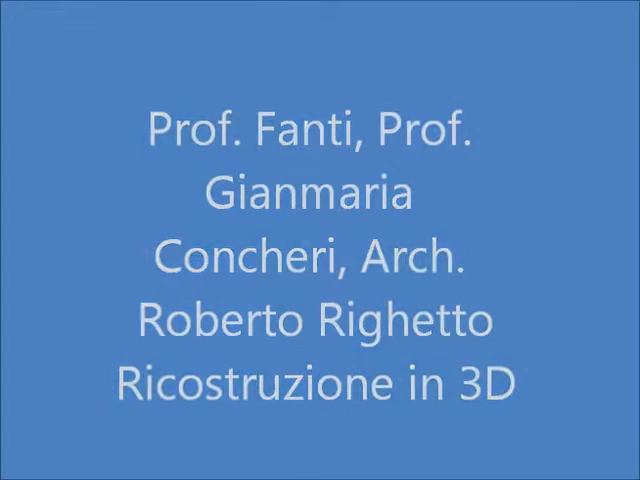 Prof. Fanti, Prof.
Gianmaria
Concheri, Arch.
Roberto Righetto
Ricostruzione in 3D